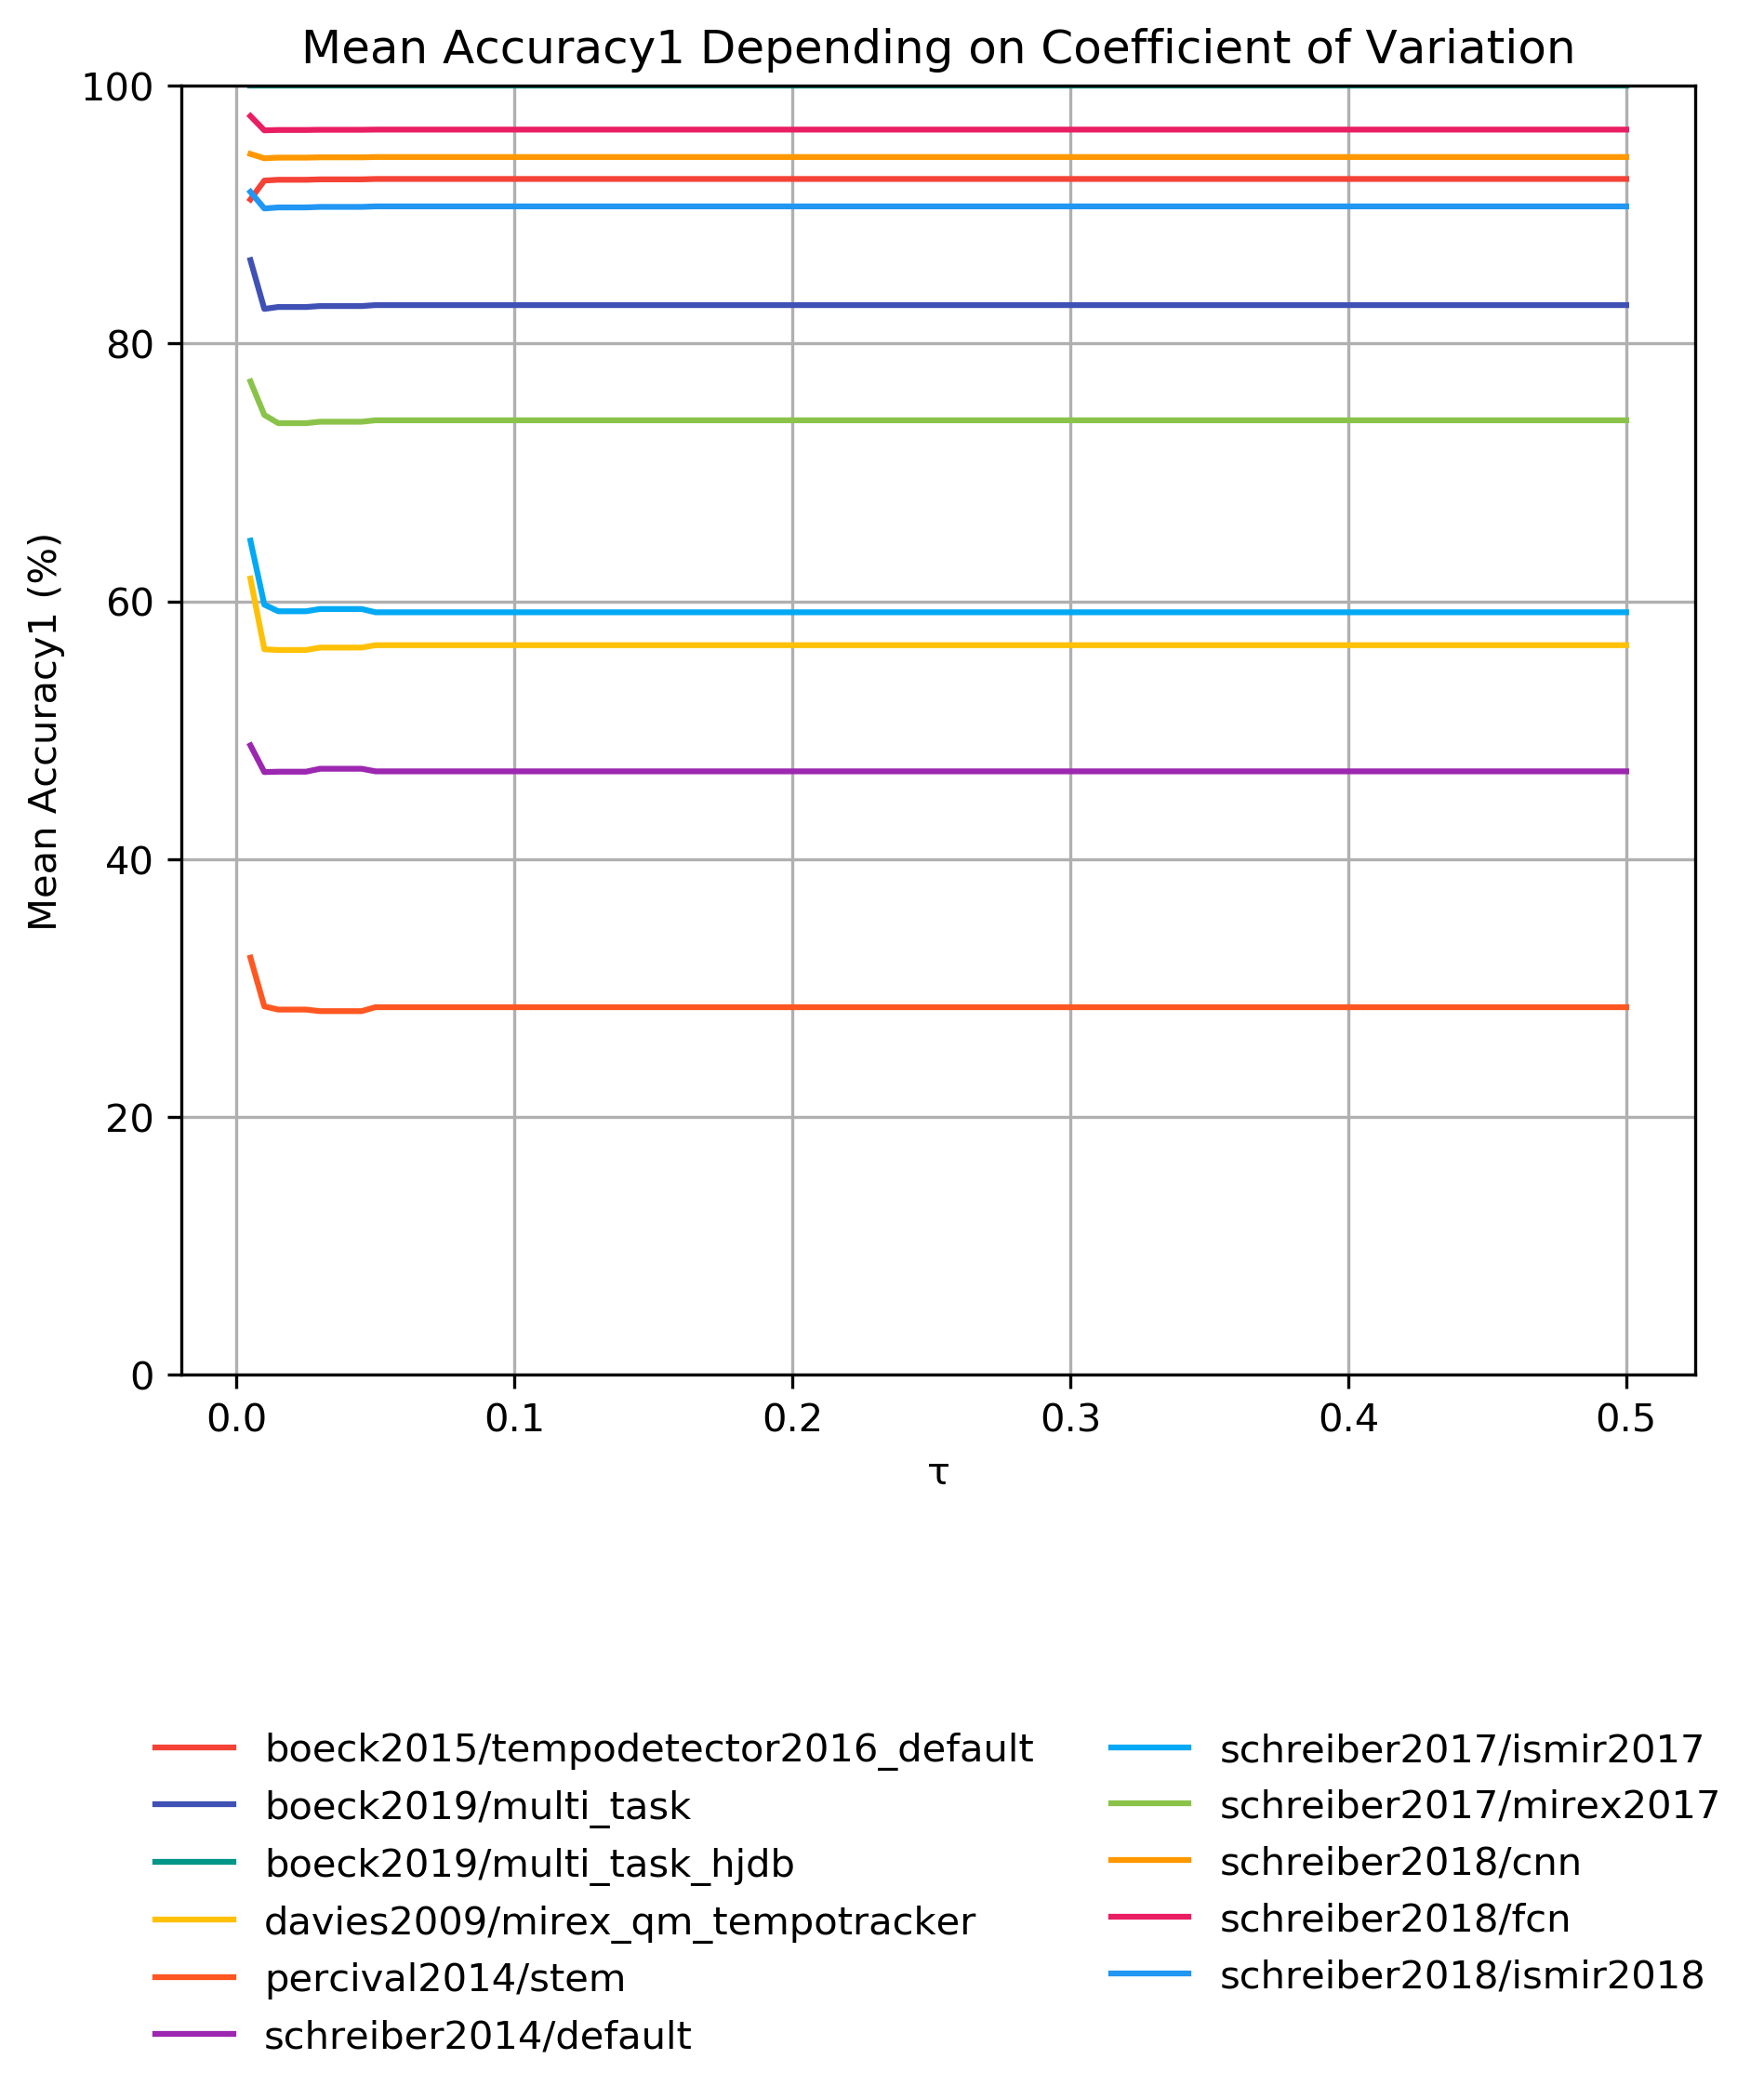 Mean Accuracy1 Depending on Coefficient of Variation
100
80
60
40
20
0
Mean Accuracy1 (%)
0.0 0.1 0.2 0.3 0.4 0.5
τ
boeck2015/tempodetector2016_default
boeck2019/multi_task
boeck2019/multi_task_hjdb
davies2009/mirex_qm_tempotracker
percival2014/stem
schreiber2014/default
schreiber2017/ismir2017
schreiber2017/mirex2017
schreiber2018/cnn
schreiber2018/fcn
schreiber2018/ismir2018